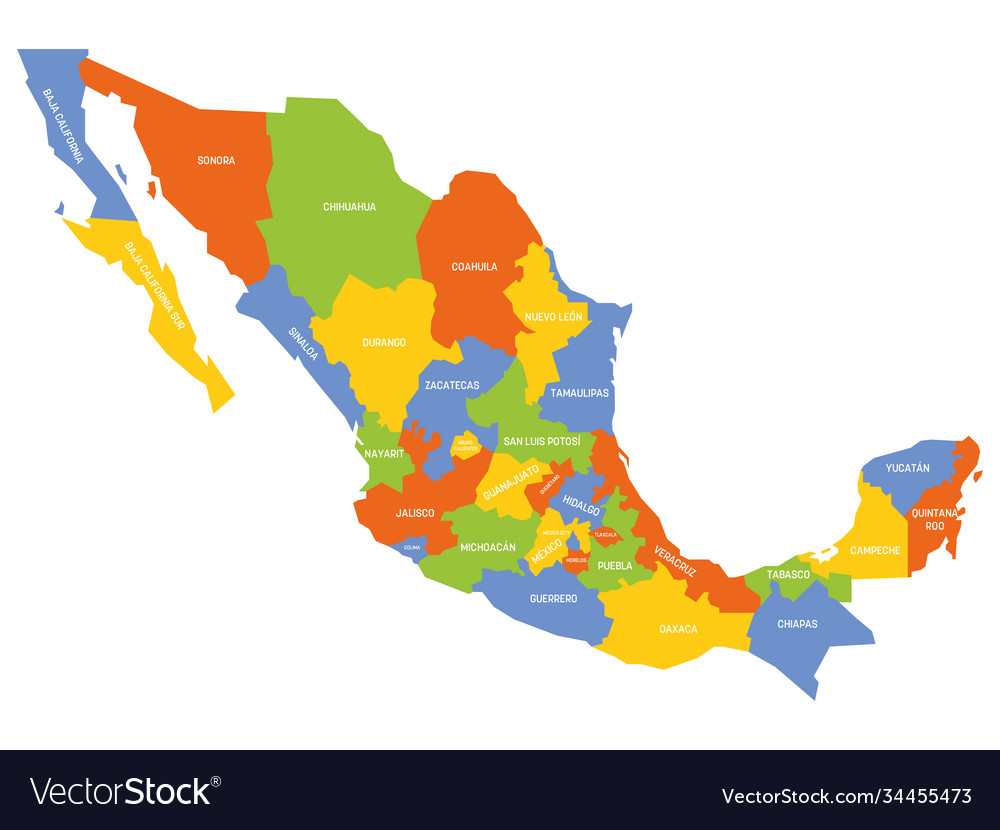 BAJA CALIFORNIA
SONORA
CHIHUAHUA
COAHUILA
BAJA CALIFORNIA SUR
SINALOA
DURANGO
NUEVO LEÓN
ZACATECAS
TAMAULIPAS
NAYARIT
AGUAS-
CALIENTES
SAN LUIS POTOSÍ
JALISCO
GUANAJUATO
QUERÉTARO
HIDALGO
COLIMA
MICHOACÁN
MEXICO CITY
MÉXICO
TLAXCALA
MORELOS
PUEBLA
VERACRUZ
GUERRERO
OAXACA
TABASCO
CHIAPAS
CAMPECHE
YUCATÁN
QUINTANA
ROO
VectorStock®
VectorStock.com/34455473